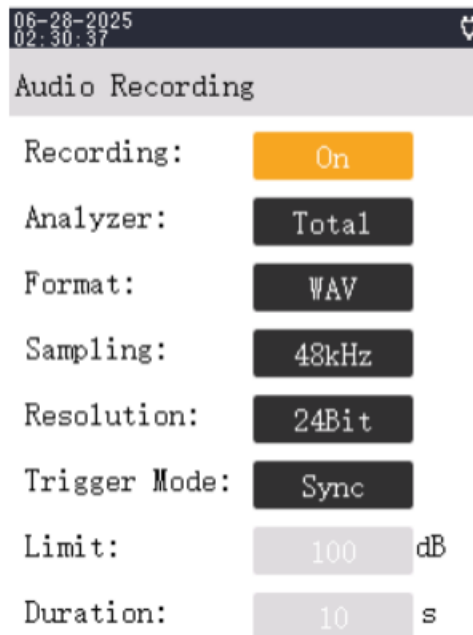 06-28-2025
02:30:37
Audio Recording
Recording: On
Analyzer: Total
Format: WAV
Sampling: 48kHz
Resolution: 24Bit
Trigger Mode: Sync
Limit: 100 dB
Duration: 10 s